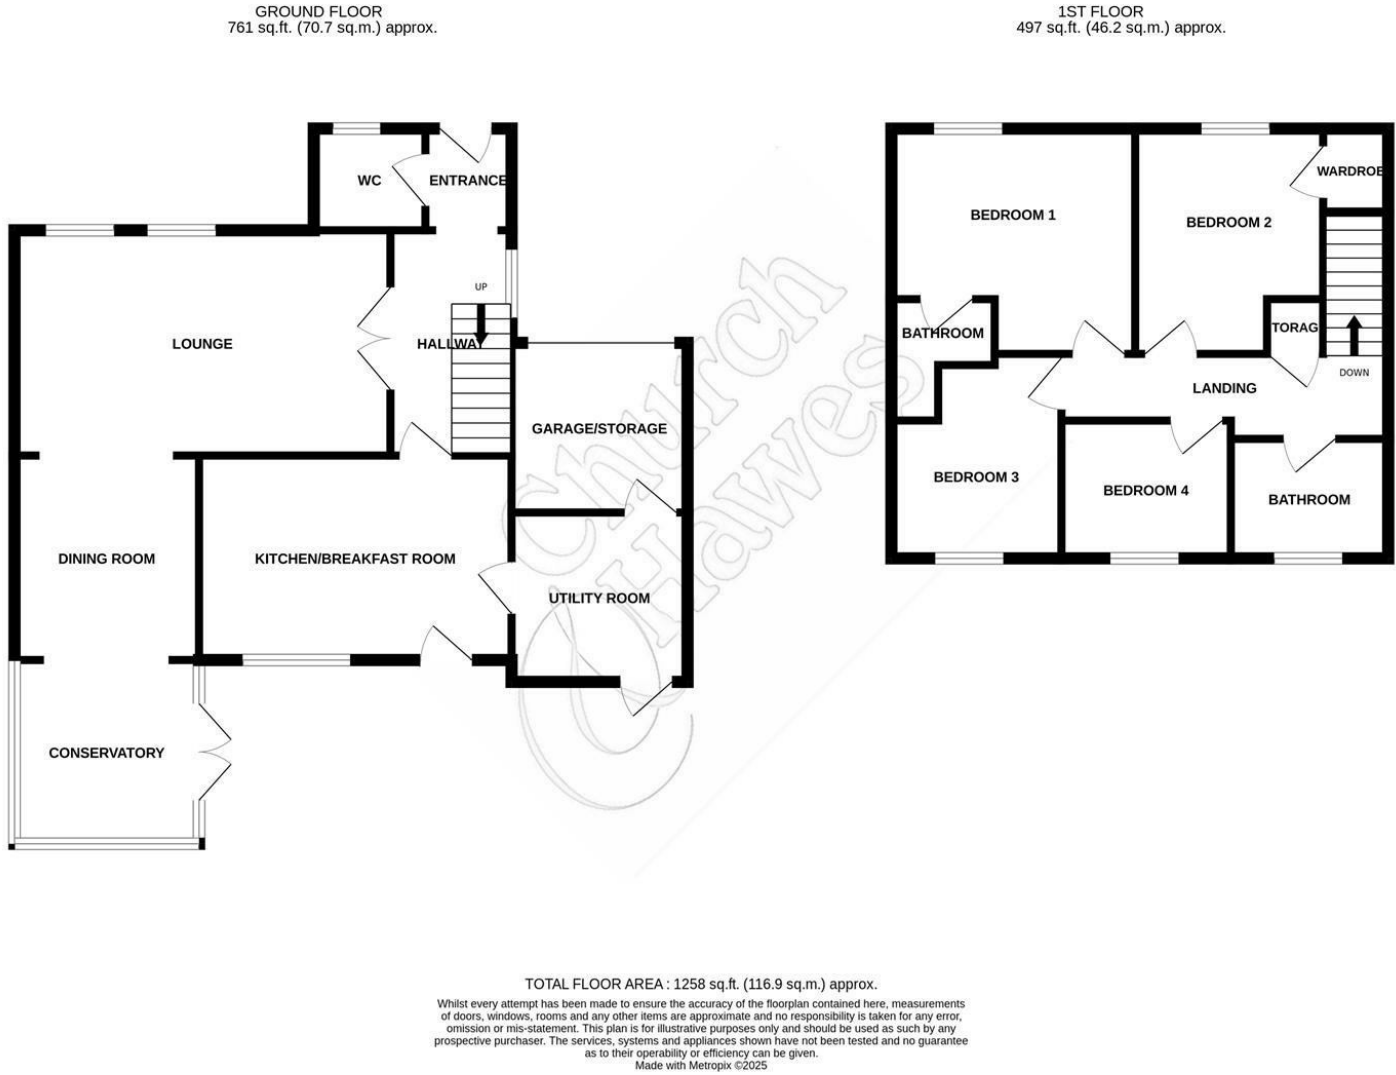 GROUND FLOOR
761 sq.ft. (70.7 sq.m.) approx.
1ST FLOOR
497 sq.ft. (46.2 sq.m.) approx.
WC
ENTRANCE
UP
LOUNGE
HALLWAY
GARAGE/STORAGE
DINING ROOM
KITCHEN/BREAKFAST ROOM
UTILITY ROOM
CONSERVATORY
WARDROBE
BEDROOM 1
BEDROOM 2
BATHROOM
TORAG
DOWN
LANDING
BEDROOM 3
BEDROOM 4
BATHROOM
Church
Hawes
TOTAL FLOOR AREA : 1258 sq.ft. (116.9 sq.m.) approx.
Whilst every attempt has been made to ensure the accuracy of the floorplan contained here, measurements
of doors, windows, rooms and any other items are approximate and no responsibility is taken for any error,
omission or mis-statement. This plan is for illustrative purposes only and should be used as such by any
prospective purchaser. The services, systems and appliances shown have not been tested and no guarantee
as to their operability or efficiency can be given.
Made with Metropix ©2025